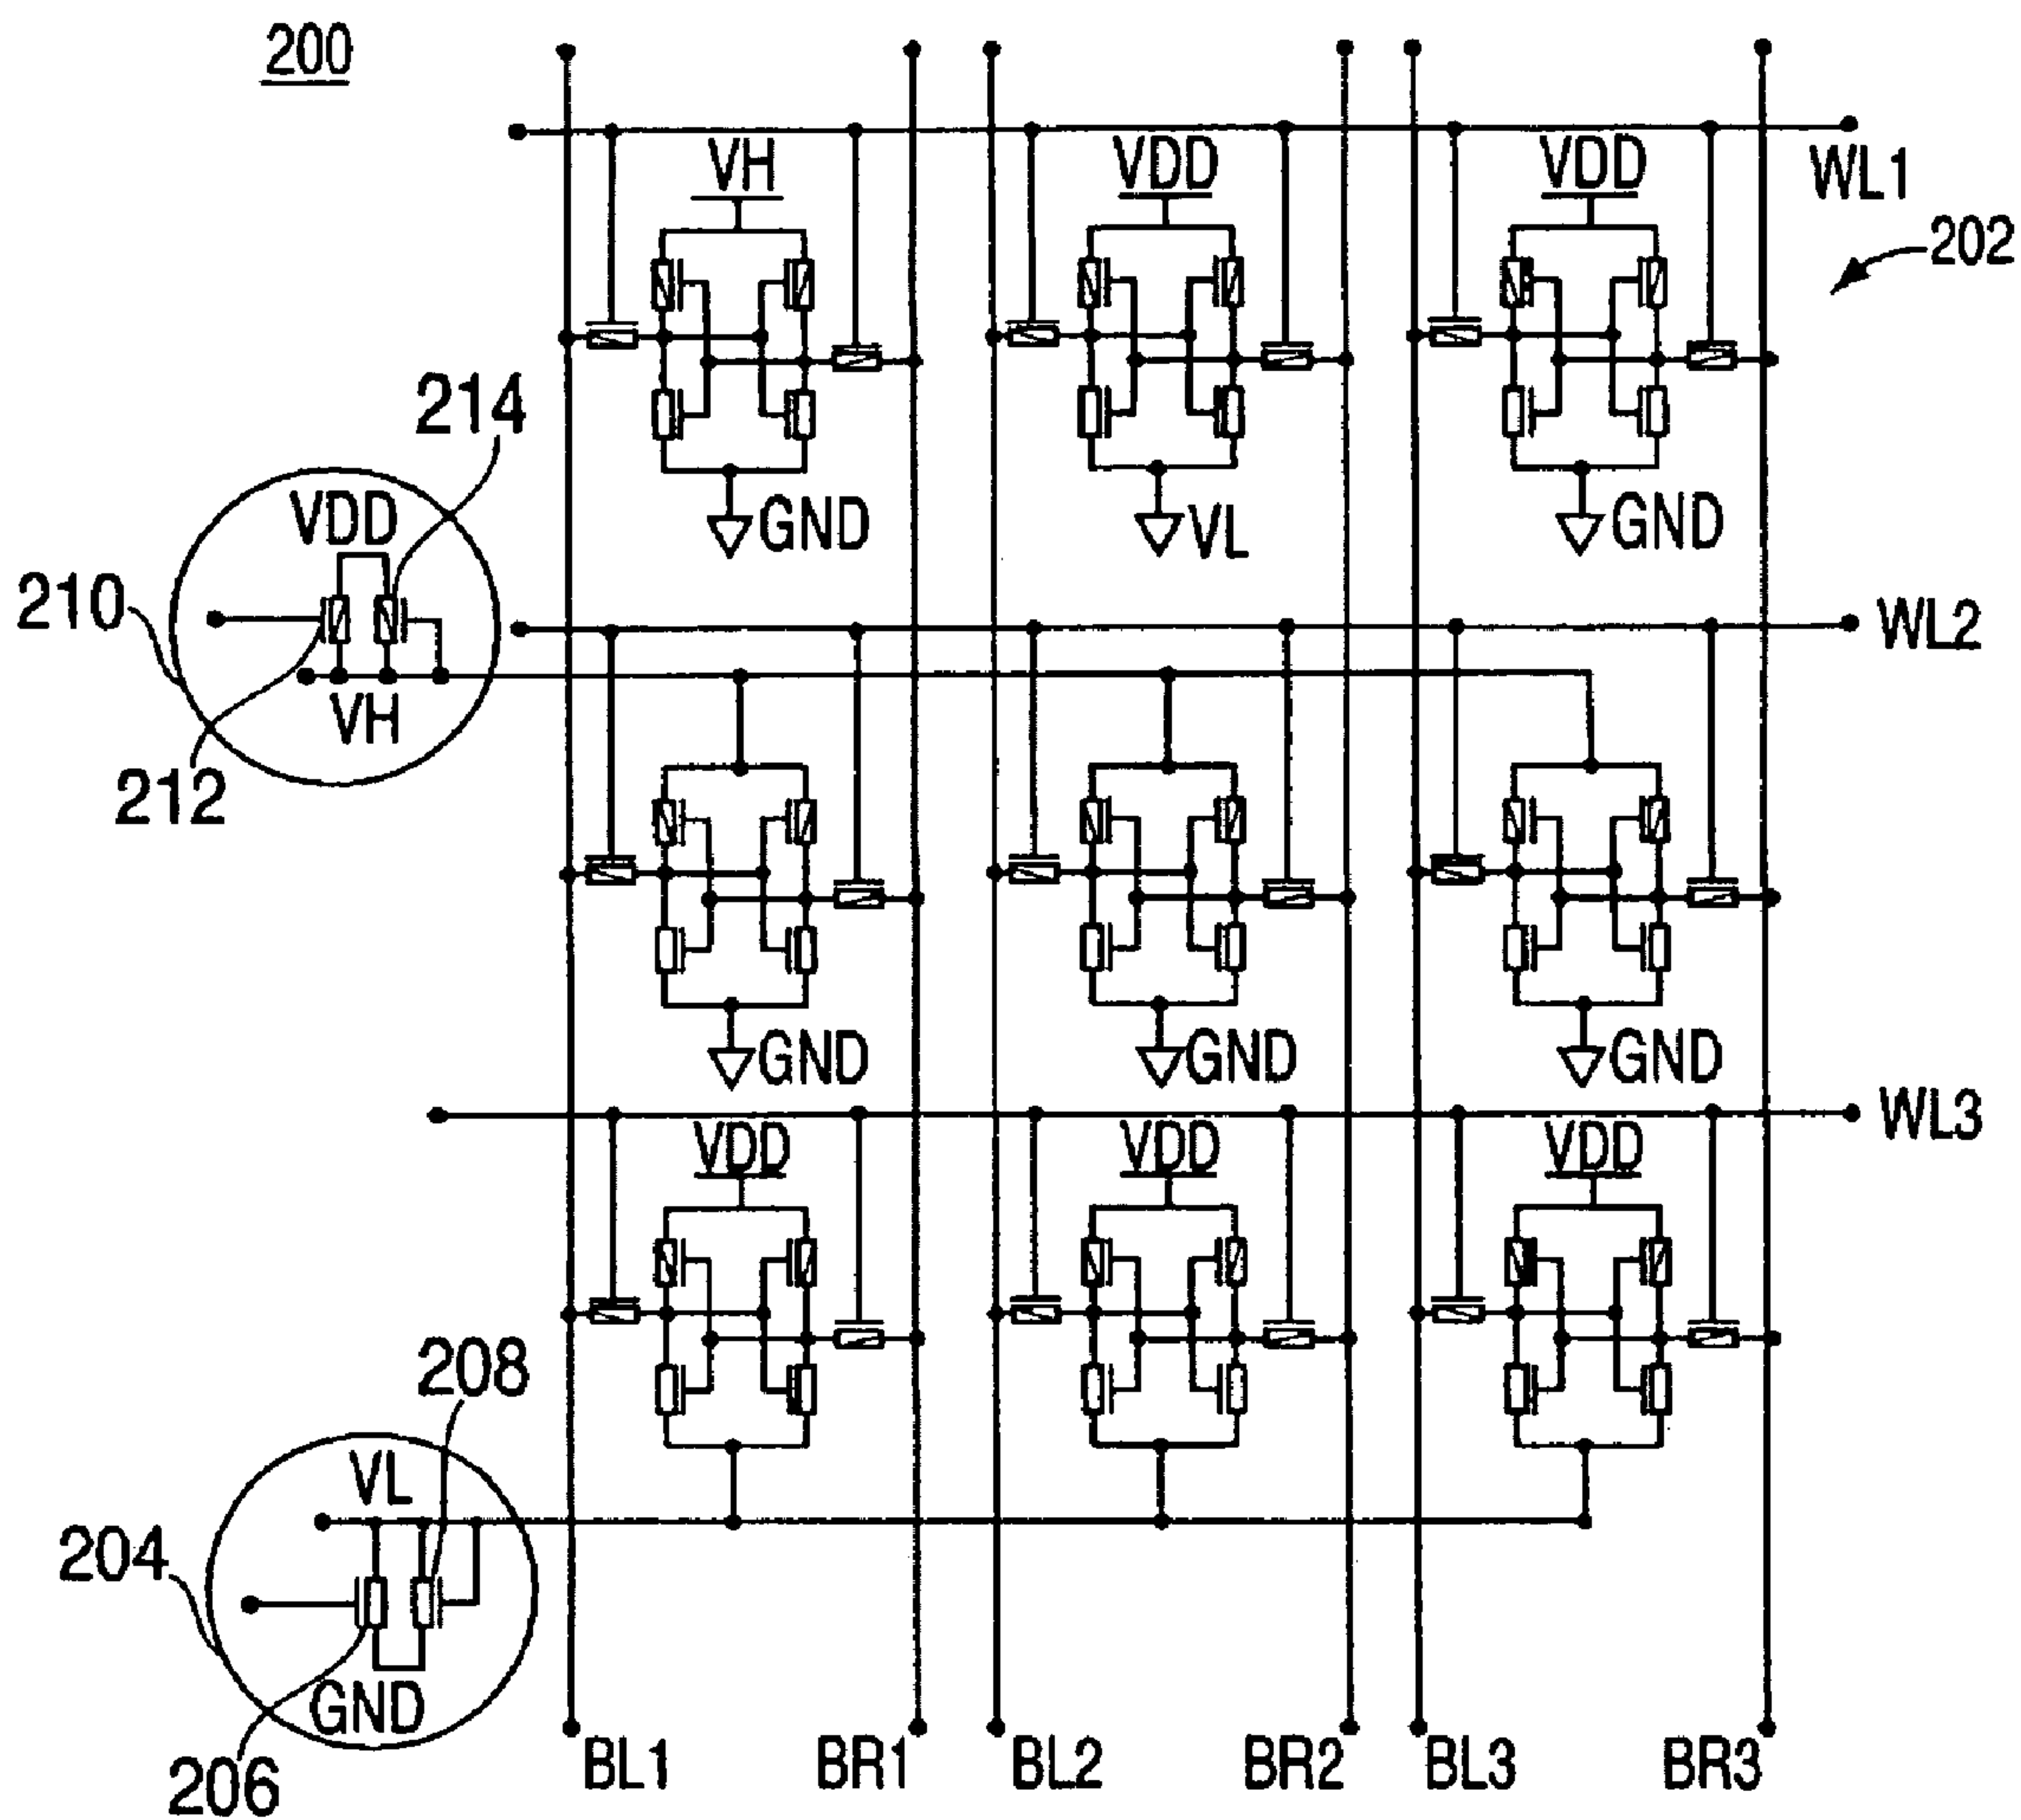 200
VH
VDD
VDD
WL1
202
214
GND
VL
GND
VDD
210
WL2
VH
212
GND
GND
GND
WL3
VDD
VDD
VDD
208
VL
204
GND
206
BL1
BR1
BL2
BR2
BL3
BR3